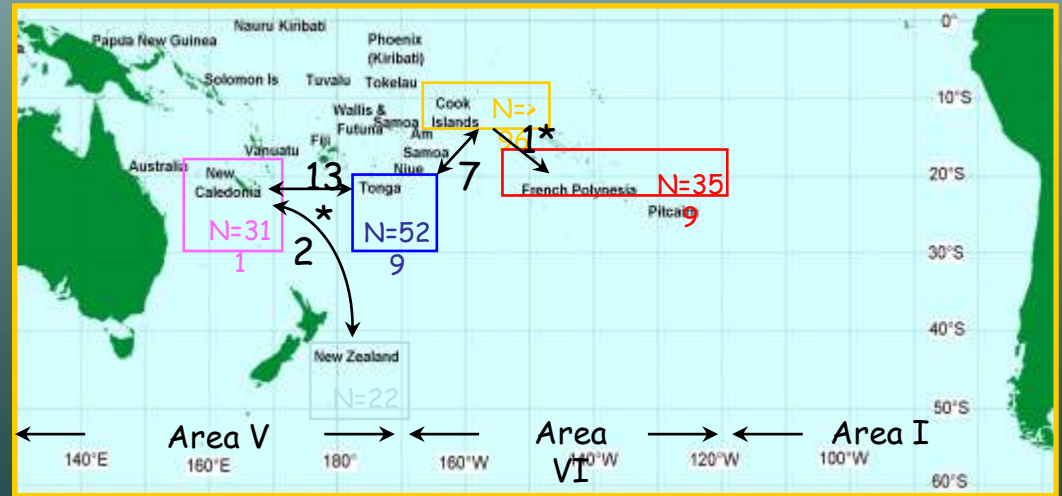 Nauru Kiribati
0°
Papua New Guinea
Phoenix
(Kiribati)
Solomon Is
Tuvalu
Tokelau
10°S
Cook
Islands
N=>
96
1*
Wallis &
Futuna
Samoa
Am
Samoa
Fiji
Vanuatu
Niue
Australia
New
Caledonia
13
*
Tonga
7
20°S
French Polynesia
N=35
9
Pitcairn
N=31
1
N=52
9
2
30°S
40°S
New Zealand
N=22
50°S
Area V
Area
VI
Area I
140°E
160°E
180°
160°W
140°W
120°W
100°W
60°S